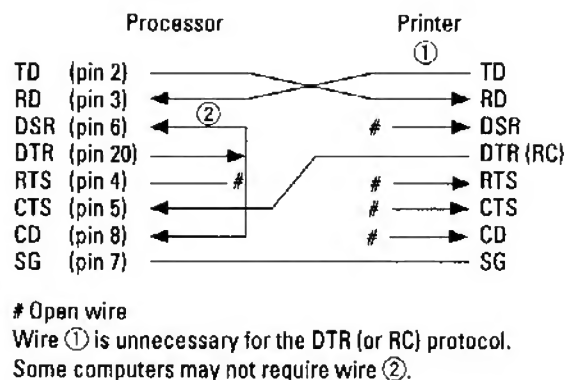 Processor Printer
①
TD (pin 2) TD
RD (pin 3) RD
② 
DSR (pin 6) # DSR
DTR (pin 20) DTR (RC)
RTS (pin 4) # # RTS
CTS (pin 5) # CTS
CD (pin 8) # CD
SG (pin 7) SG
# Open wire
Wire ① is unnecessary for the DTR (or RC) protocol.
Some computers may not require wire ②.